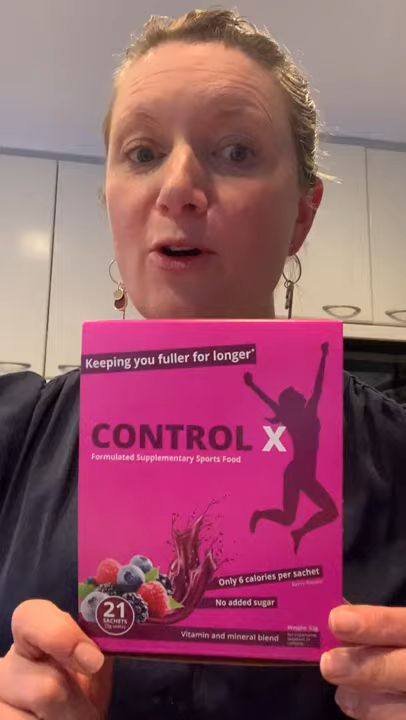 Keeping you fuller for longer*
CONTROL X
Formulated Supplementary Sports Food
Only 6 calories per sachet
No added sugar
21
SACHETS
Vitamin and mineral blend